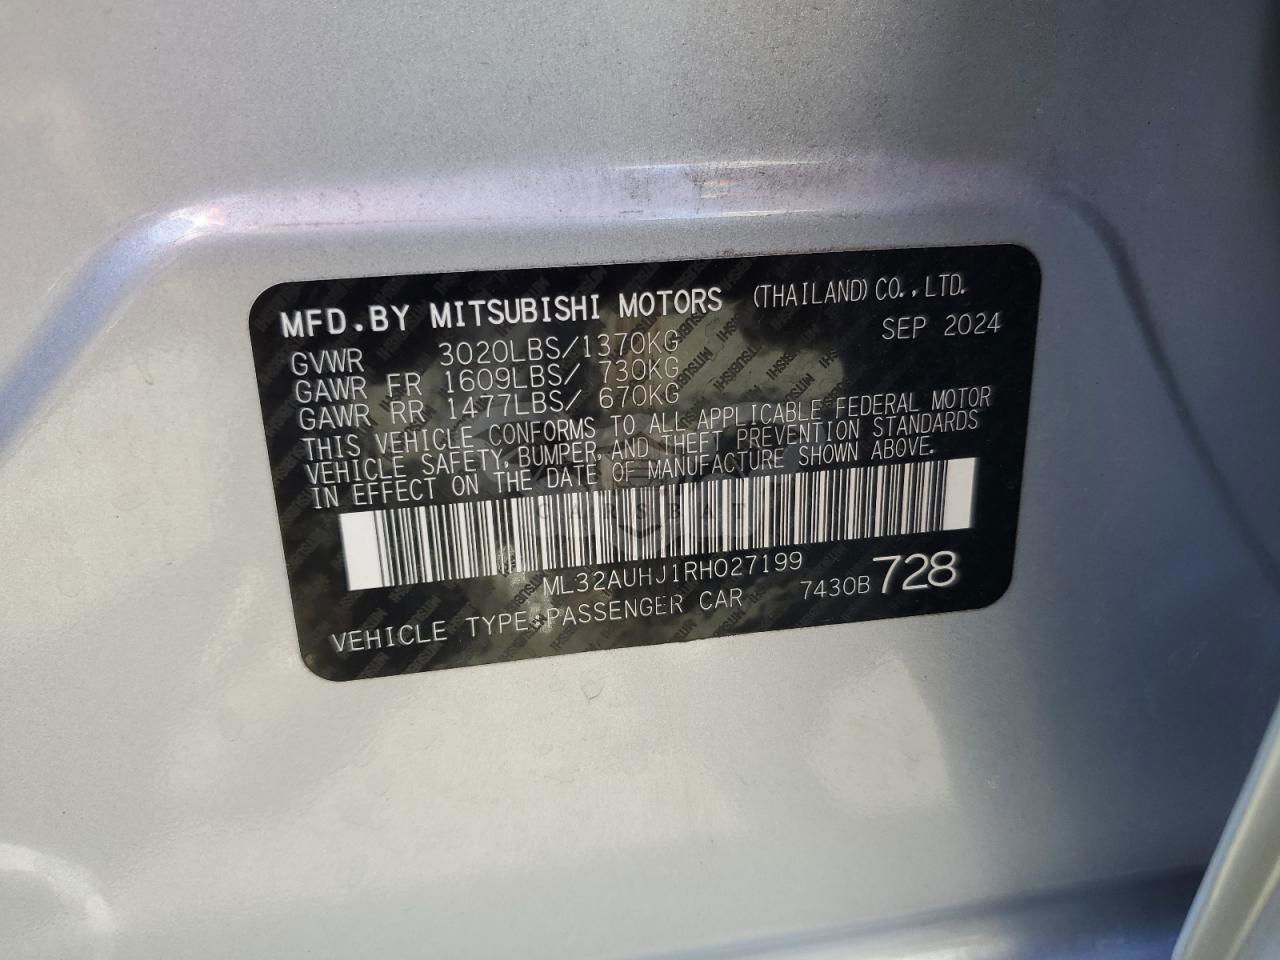 MFD.BY MITSUBISHI MOTORS (THAILAND) CO.,LTD.
SEP 2024
GVWR 3020LBS/1370KG
GAWR FR 1609LBS/ 730KG
GAWR RR 1477LBS/ 670KG
THIS VEHICLE CONFORMS TO ALL APPLICABLE FEDERAL MOTOR
VEHICLE SAFETY, BUMPER, AND THEFT PREVENTION STANDARDS
IN EFFECT ON THE DATE OF MANUFACTURE SHOWN ABOVE.
ML32AUHJ1RH027199
VEHICLE TYPE:PASSENGER CAR 7430B 728